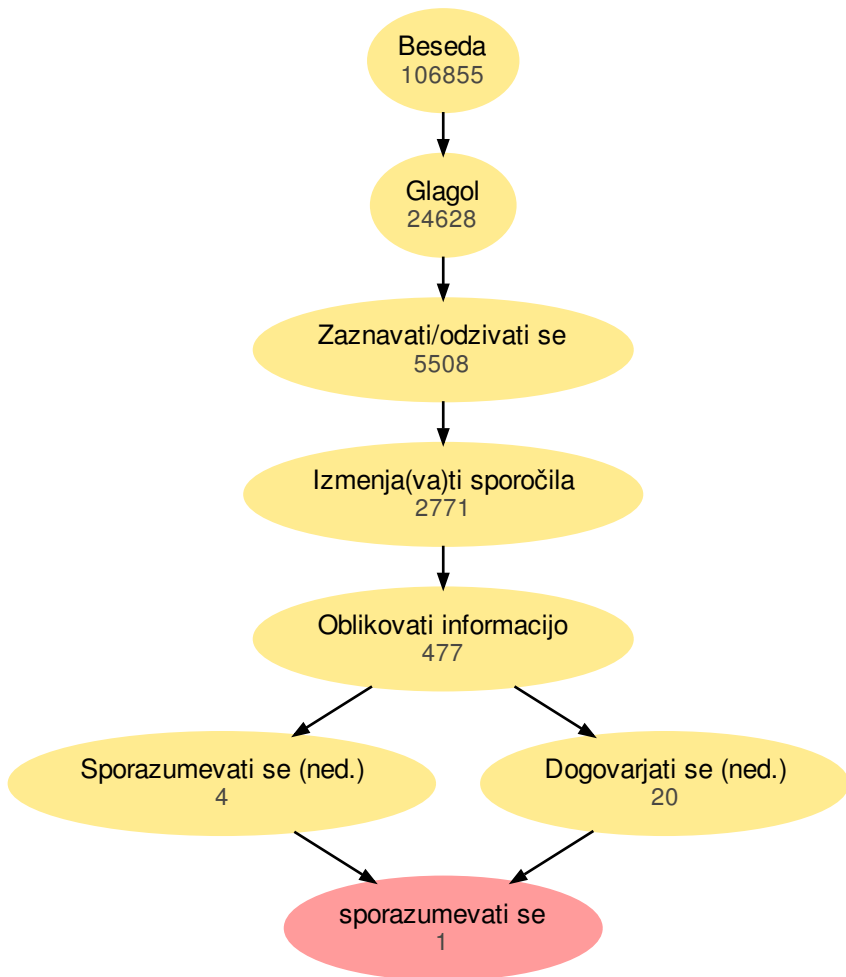 Beseda
106855
Glagol
24628
Zaznavati/odzivati se
5508
Izmenja(va)ti sporočila
2771
Oblikovati informacijo
477
Sporazumevati se (ned.)
4
Dogovarjati se (ned.)
20
sporazumevati se
1